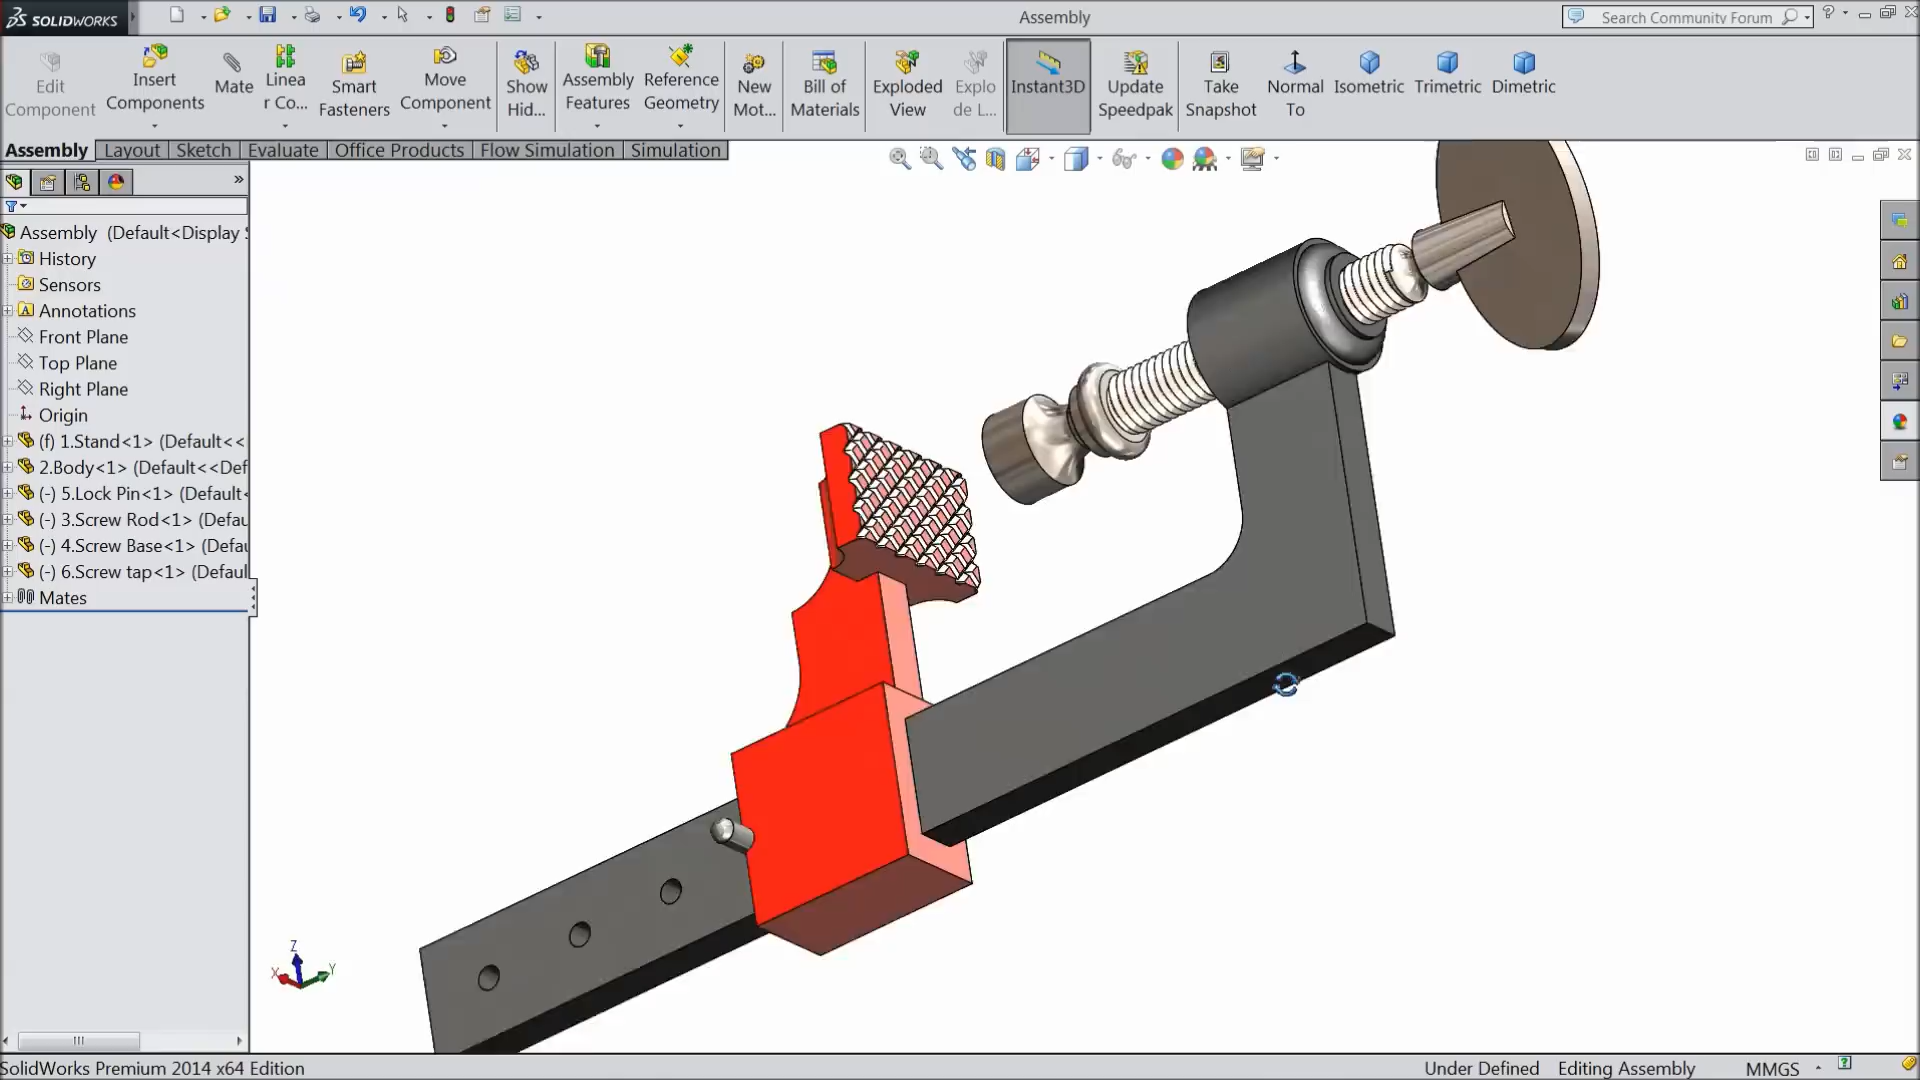 SOLIDWORKS
Assembly
Search Community Forum
Edit Component
Insert Components
Mate
Linea r Co...
Smart Fasteners
Move Component
Show Hid...
Assembly Features
Reference Geometry
New Mot...
Bill of Materials
Exploded View
Explo de L...
Instant3D
Update Speedpak
Take Snapshot
Normal To
Isometric
Trimetric
Dimetric
Assembly
Layout
Sketch
Evaluate
Office Products
Flow Simulation
Simulation
Assembly (Default<Display
History
Sensors
Annotations
Front Plane
Top Plane
Right Plane
Origin
(f) 1.Stand<1> (Default<<
2.Body<1> (Default<<Def
(-) 5.Lock Pin<1> (Default<
(-) 3.Screw Rod<1> (Defau
(-) 4.Screw Base<1> (Defau
(-) 6.Screw tap<1> (Defaul
Mates
Z
X
Y
SolidWorks Premium 2014 x64 Edition
Under Defined
Editing Assembly
MMGS